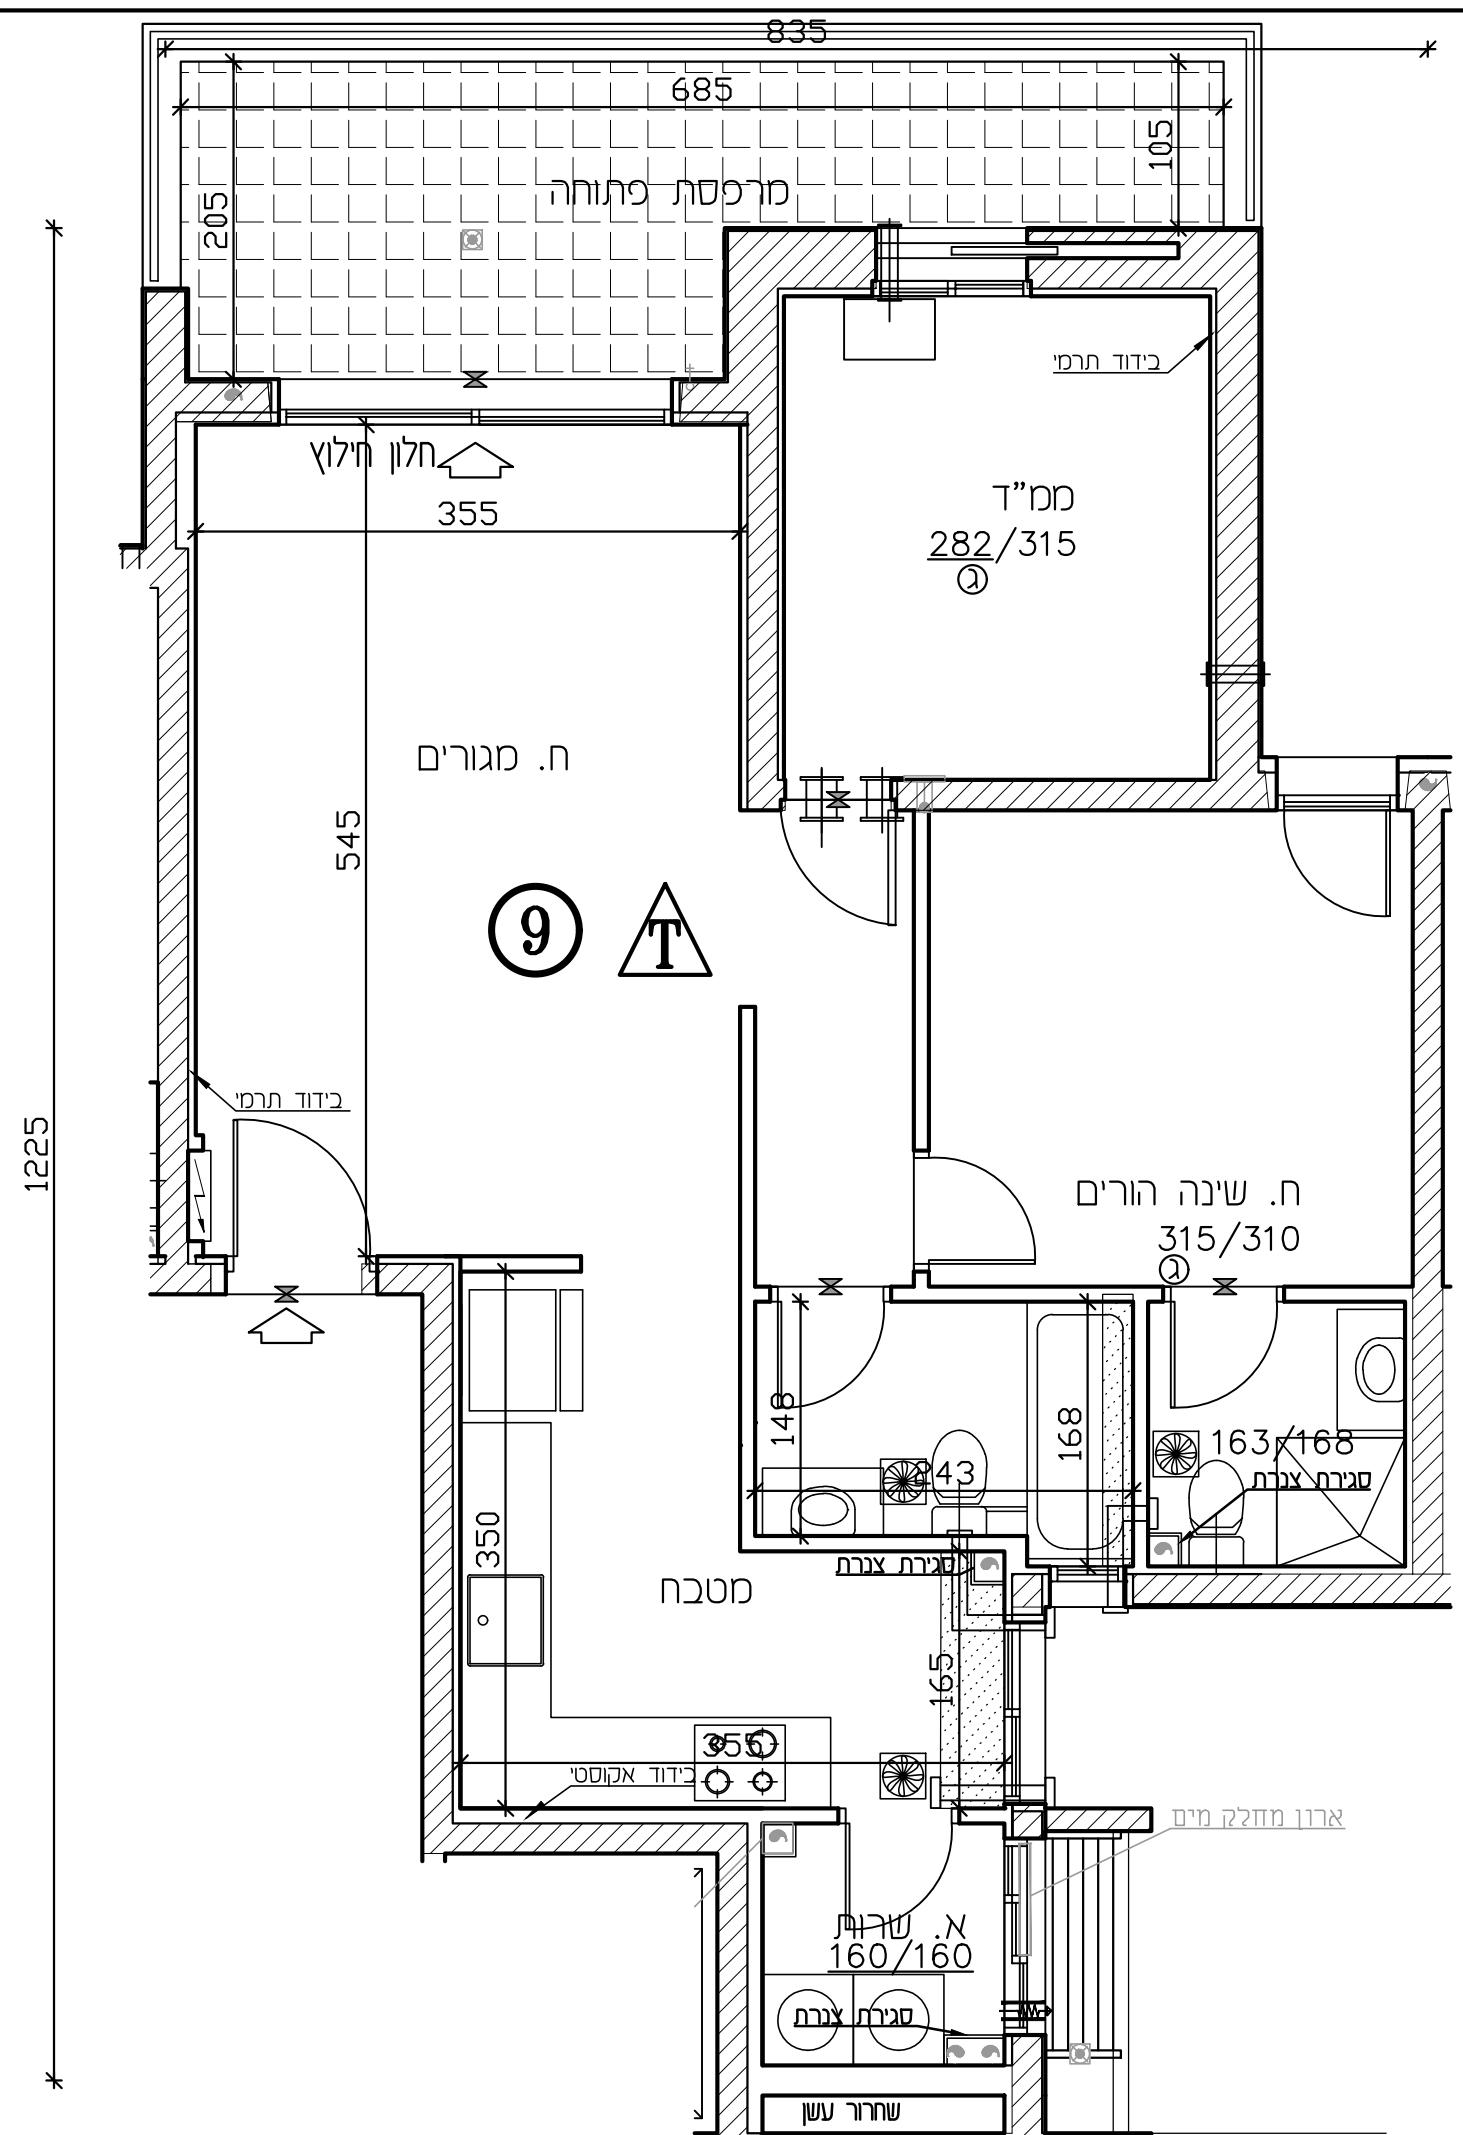 835
685
105
205
מרפסת פתוחה
בידוד תרמי
חלון חילוץ
355
ממ"ד
282/315
ג
ח. מגורים
545
9
T
בידוד תרמי
1225
ח. שינה הורים
315/310
ג
148
168
163/168
243
סגירת צנרת
350
סגירת צנרת
מטבח
165
355
בידוד אקוסטי
ארון מחלק מים
א. שרות
160/160
סגירת צנרת
שחרור עשן